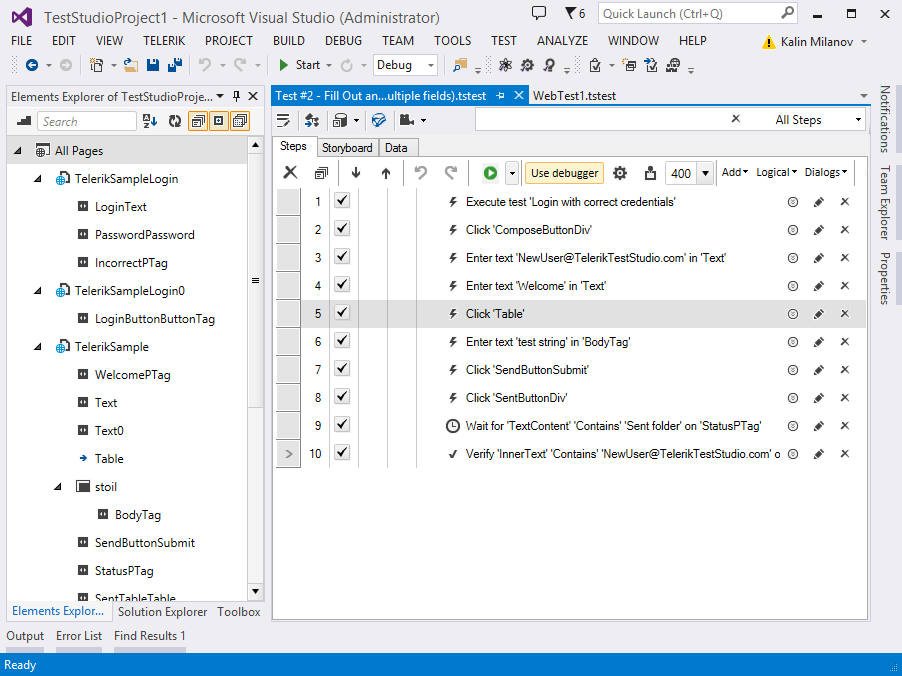 TestStudioProject1 - Microsoft Visual Studio (Administrator)
6
Quick Launch (Ctrl+Q)
FILE EDIT VIEW TELERIK PROJECT BUILD DEBUG TEAM TOOLS TEST ANALYZE WINDOW HELP
Kalin Milanov
Start
Debug
Elements Explorer of TestStudioProje...
Search
All Pages
TelerikSampleLogin
LoginText
PasswordPassword
IncorrectPTag
TelerikSampleLogin0
LoginButtonButtonTag
TelerikSample
WelcomePTag
Text
Text0
Table
stoil
BodyTag
SendButtonSubmit
StatusPTag
SentTableTable
Elements Explor... Solution Explorer Toolbox
Test #2 - Fill Out an...ultiple fields).tstest
WebTest1.tstest
All Steps
Steps Storyboard Data
Use debugger
400
Add
Logical
Dialogs
1 Execute test 'Login with correct credentials'
2 Click 'ComposeButtonDiv'
3 Enter text 'NewUser@TelerikTestStudio.com' in 'Text'
4 Enter text 'Welcome' in 'Text'
5 Click 'Table'
6 Enter text 'test string' in 'BodyTag'
7 Click 'SendButtonSubmit'
8 Click 'SentButtonDiv'
9 Wait for 'TextContent' 'Contains' 'Sent folder' on 'StatusPTag'
10 Verify 'InnerText' 'Contains' 'NewUser@TelerikTestStudio.com' o
Notifications
Team Explorer
Properties
Output Error List Find Results 1
Ready